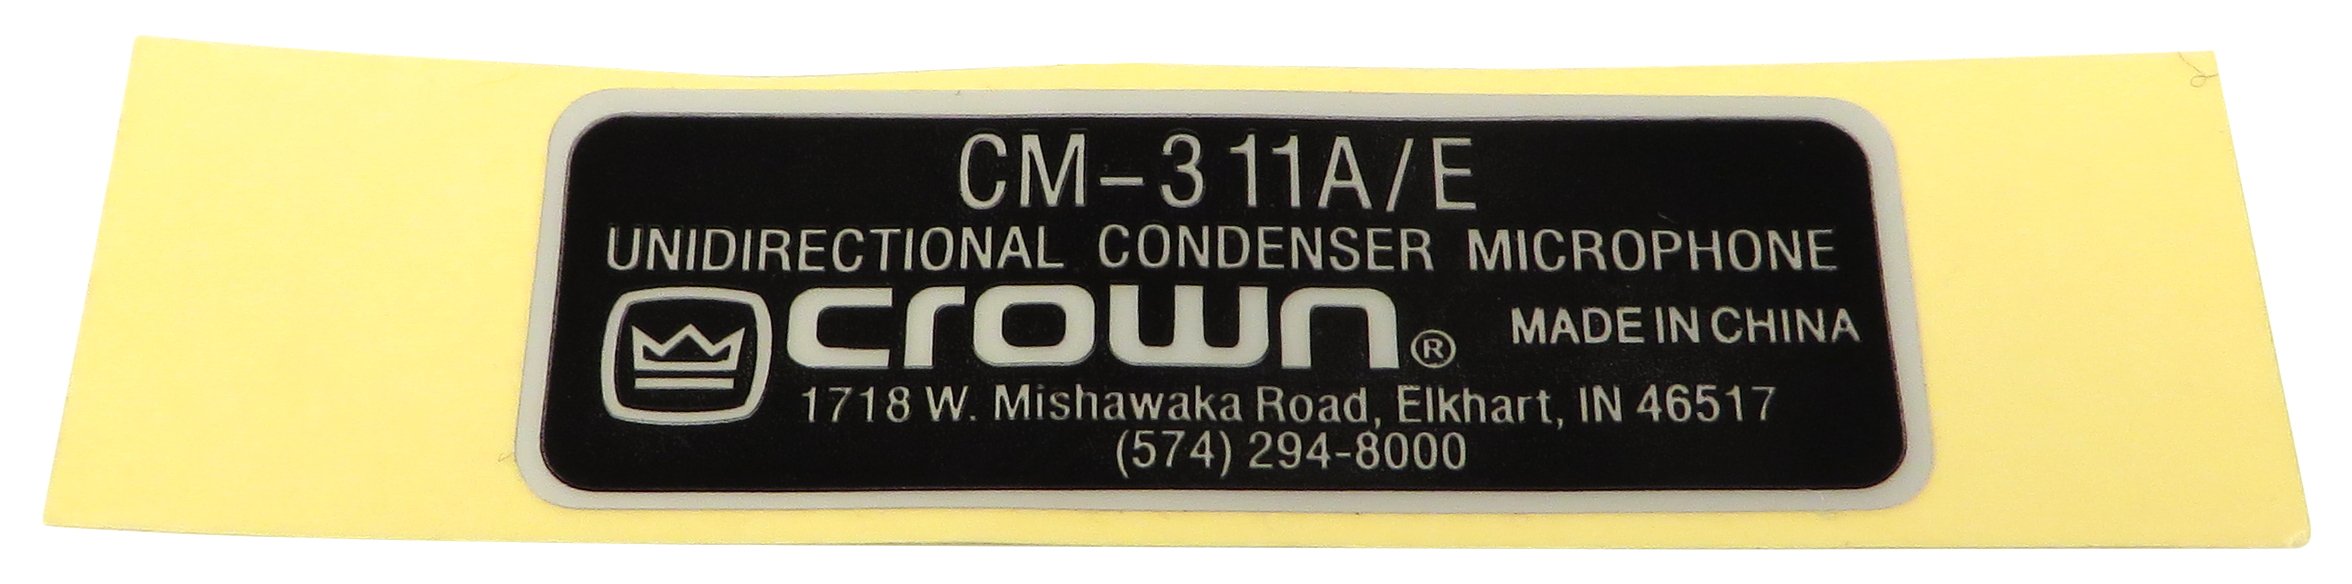 CM-311A/E
UNIDIRECTIONAL CONDENSER MICROPHONE
crown® MADE IN CHINA
1718 W. Mishawaka Road, Elkhart, IN 46517
(574) 294-8000